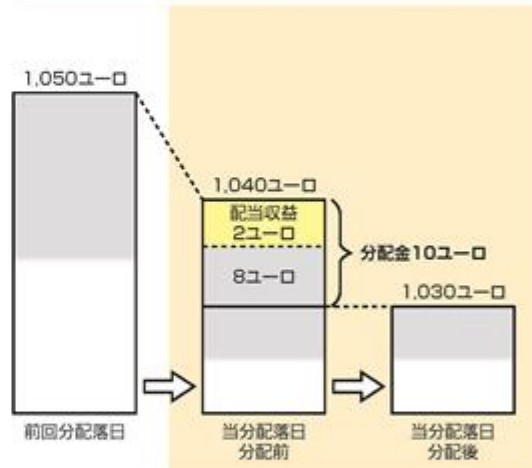 1,050ユーロ
1,040ユーロ
配当収益
2ユーロ
8ユーロ
分配金10ユーロ
1,030ユーロ
前回分配落日
当分配落日
分配前
当分配落日
分配後